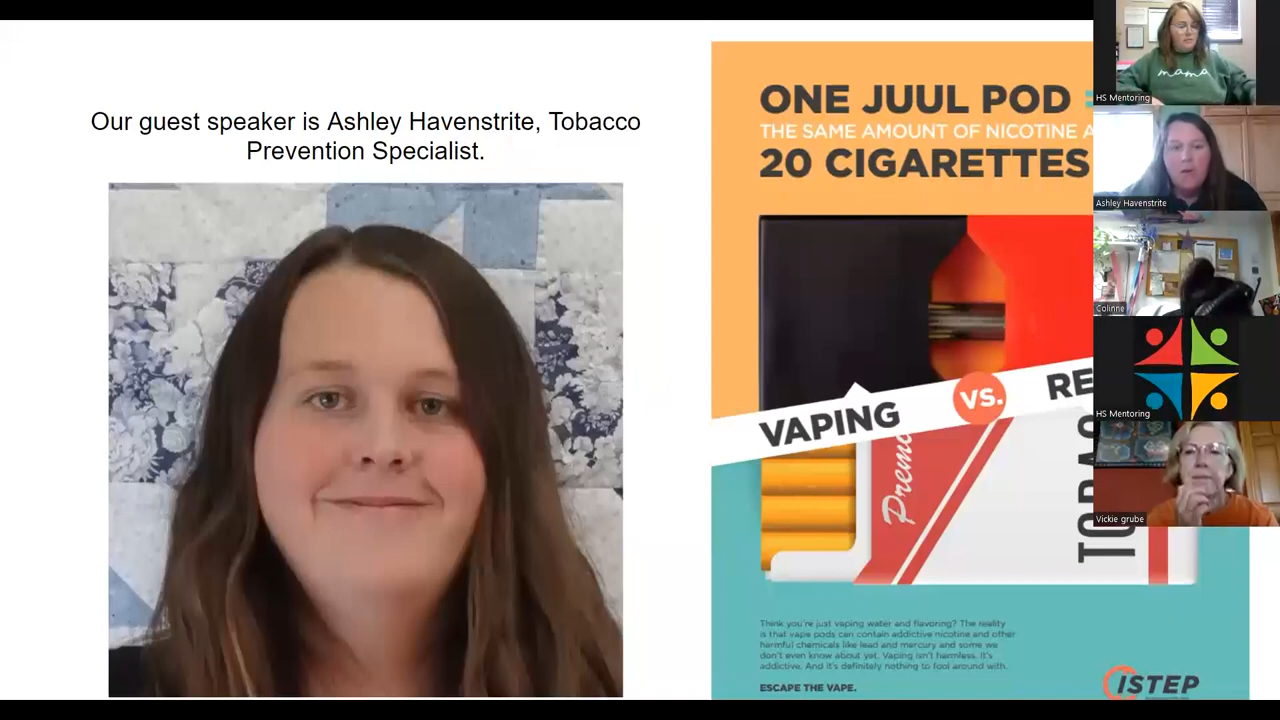 Our guest speaker is Ashley Havenstrite, Tobacco
Prevention Specialist.
ONE JUUL POD
THE SAME AMOUNT OF NICOTINE A
20 CIGARETTES
VAPING
VS.
RE
Premo
TOBAC
Think you're just vaping water and flavoring? The reality
is that vape pods can contain addictive nicotine and other
harmful chemicals like lead and mercury and some we
don't even know about yet. Vaping isn't harmless. It's
addictive. And it's definitely nothing to fool around with.
ESCAPE THE VAPE.
ISTEP
mama
HS Mentoring
Ashley Havenstrite
Colinne
HS Mentoring
Vickie grube